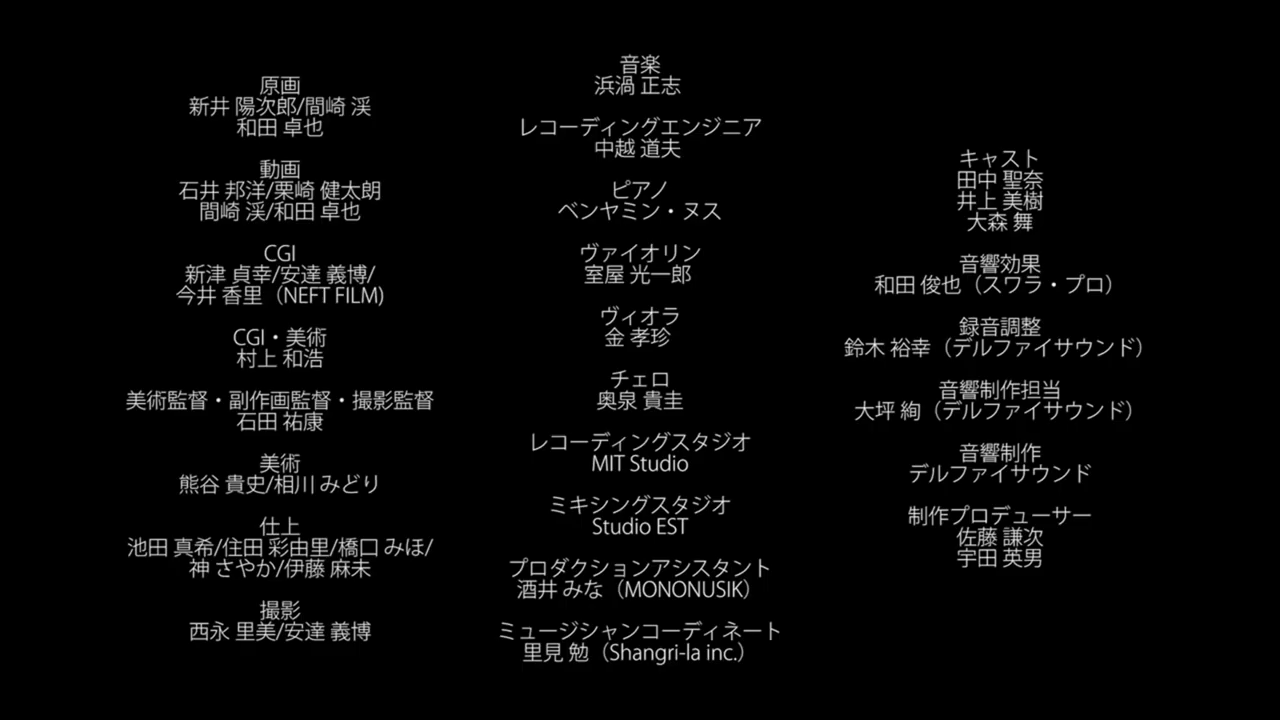 原画
新井 陽次郎/間崎 渓
和田 卓也
動画
石井 邦洋/栗崎 健太朗
間崎 渓/和田 卓也
CGI
新津 貞幸/安達 義博/
今井 香里（NEFT FILM)
CGI・美術
村上 和浩
美術監督・副作画監督・撮影監督
石田 祐康
美術
熊谷 貴史/相川 みどり
仕上
池田 真希/住田 彩由里/橋口 みほ/
神 さやか/伊藤 麻未
撮影
西永 里美/安達 義博
音楽
浜渦 正志
レコーディングエンジニア
中越 道夫
ピアノ
ベンヤミン・ヌス
ヴァイオリン
室屋 光一郎
ヴィオラ
金 孝珍
チェロ
奥泉 貴圭
レコーディングスタジオ
MIT Studio
ミキシングスタジオ
Studio EST
プロダクションアシスタント
酒井 みな（MONONUSIK）
ミュージシャンコーディネート
里見 勉（Shangri-la inc.）
キャスト
田中 聖奈
井上 美樹
大森 舞
音響効果
和田 俊也（スワラ・プロ）
録音調整
鈴木 裕幸（デルファイサウンド）
音響制作担当
大坪 絢（デルファイサウンド）
音響制作
デルファイサウンド
制作プロデューサー
佐藤 謙次
宇田 英男